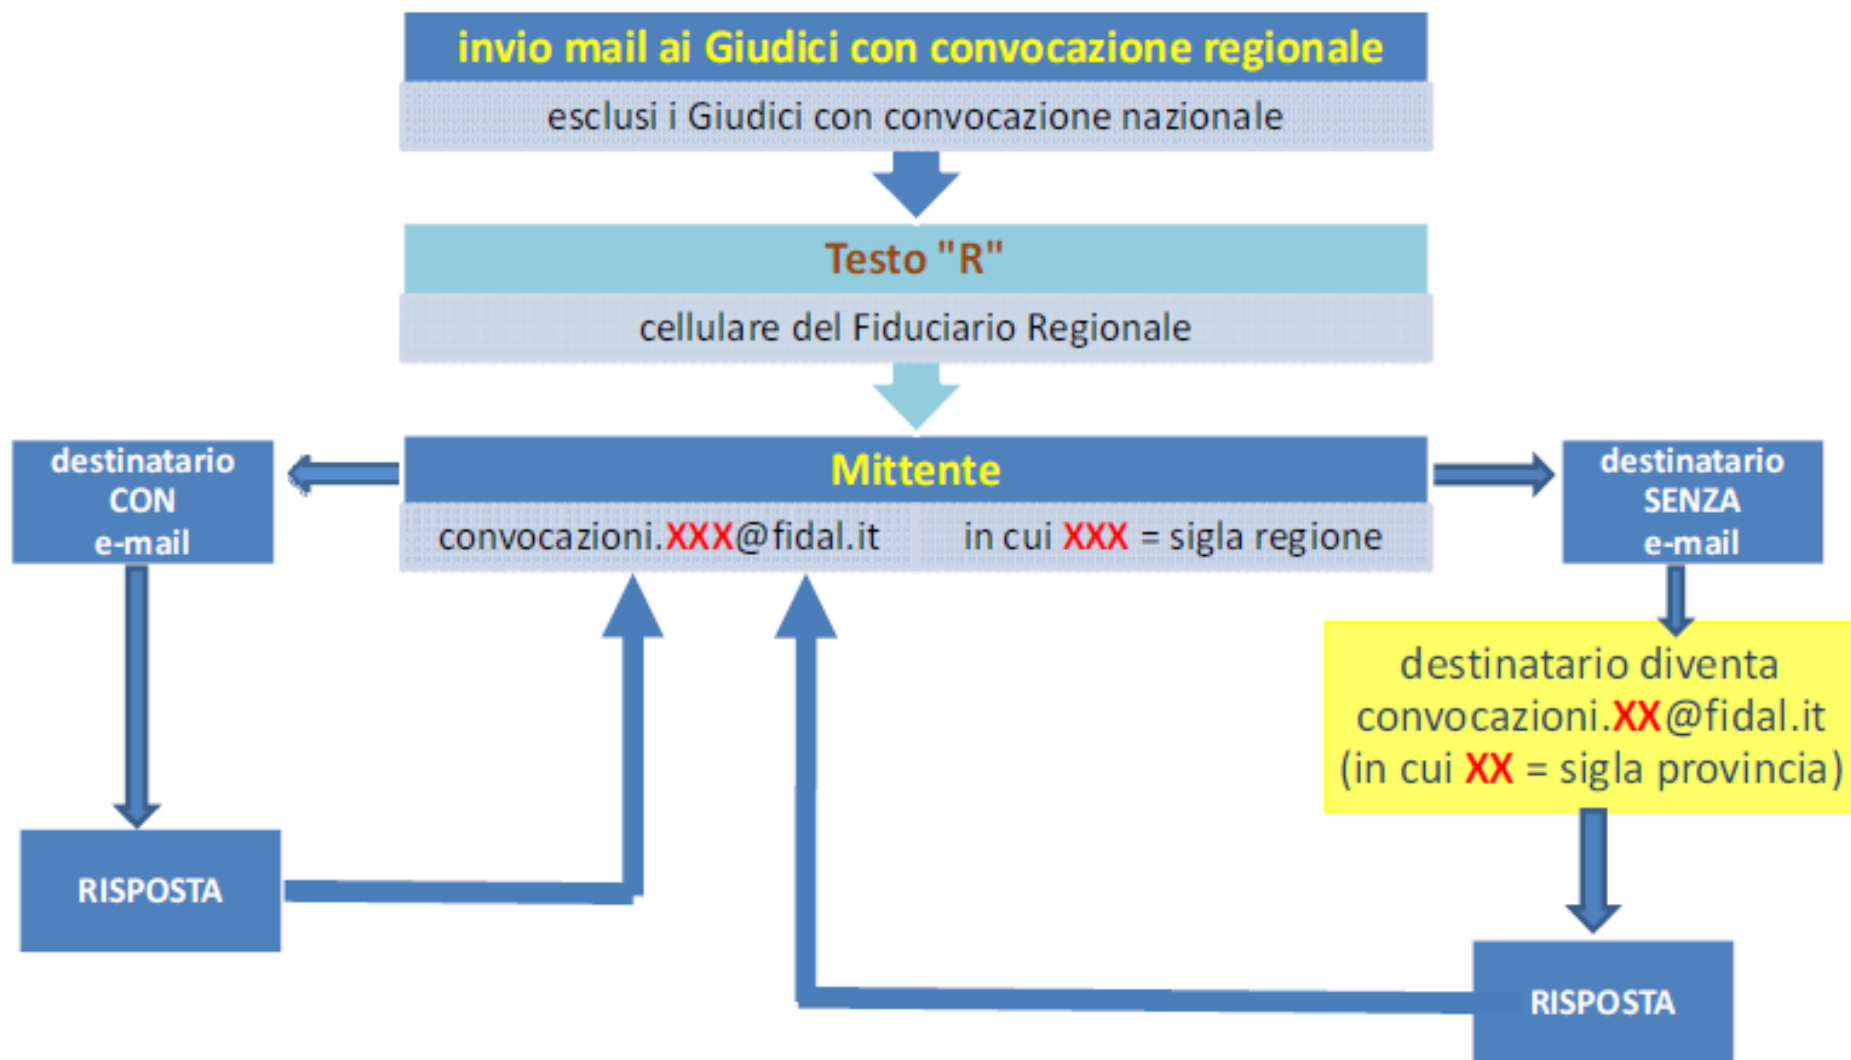 invio mail ai Giudici con convocazione regionale
esclusi i Giudici con convocazione nazionale
Testo "R"
cellulare del Fiduciario Regionale
Mittente
convocazioni.XXX@fidal.it
in cui XXX = sigla regione
destinatario
CON
e-mail
destinatario
SENZA
e-mail
destinatario diventa
convocazioni.XX@fidal.it
(in cui XX = sigla provincia)
RISPOSTA
RISPOSTA